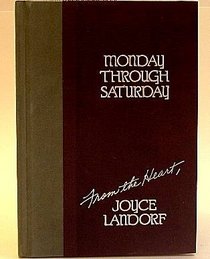 MONDAY
THROUGH
SATURDAY
From the Heart,
JOYCE
LANDORF